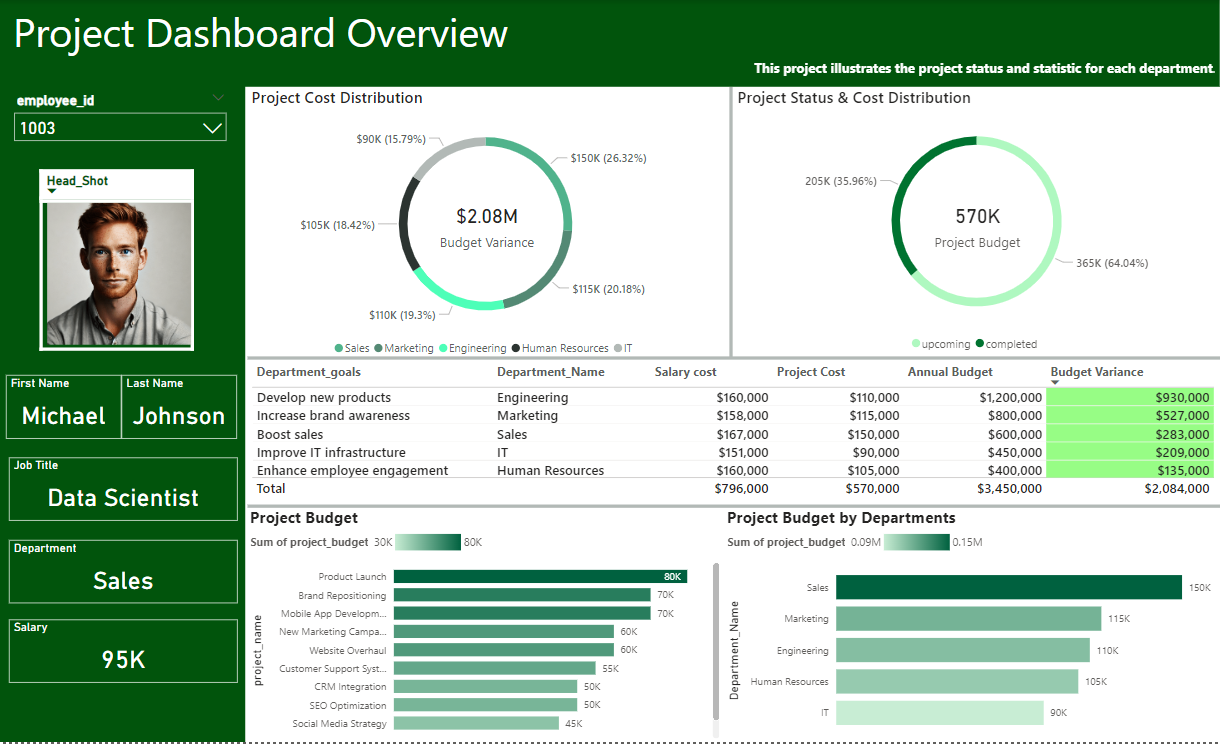 Project Dashboard Overview
This project illustrates the project status and statistic for each department.
employee_id
1003
Head_Shot
First Name
Michael
Last Name
Johnson
Job Title
Data Scientist
Department
Sales
Salary
95K
Project Cost Distribution
$90K (15.79%)
$150K (26.32%)
$105K (18.42%)
$2.08M
Budget Variance
$115K (20.18%)
$110K (19.3%)
Sales Marketing Engineering Human Resources IT
Project Status & Cost Distribution
205K (35.96%)
570K
Project Budget
365K (64.04%)
upcoming completed
Department_goals Department_Name Salary cost Project Cost Annual Budget Budget Variance
Develop new products Engineering $160,000 $110,000 $1,200,000 $930,000
Increase brand awareness Marketing $158,000 $115,000 $800,000 $527,000
Boost sales Sales $167,000 $150,000 $600,000 $283,000
Improve IT infrastructure IT $151,000 $90,000 $450,000 $209,000
Enhance employee engagement Human Resources $160,000 $105,000 $400,000 $135,000
Total $796,000 $570,000 $3,450,000 $2,084,000
Project Budget
Sum of project_budget 30K 80K
project_name
Product Launch 80K
Brand Repositioning 70K
Mobile App Developm... 70K
New Marketing Campa... 60K
Website Overhaul 60K
Customer Support Syst... 55K
CRM Integration 50K
SEO Optimization 50K
Social Media Strategy 45K
Project Budget by Departments
Sum of project_budget 0.09M 0.15M
Department_Name
Sales 150K
Marketing 115K
Engineering 110K
Human Resources 105K
IT 90K